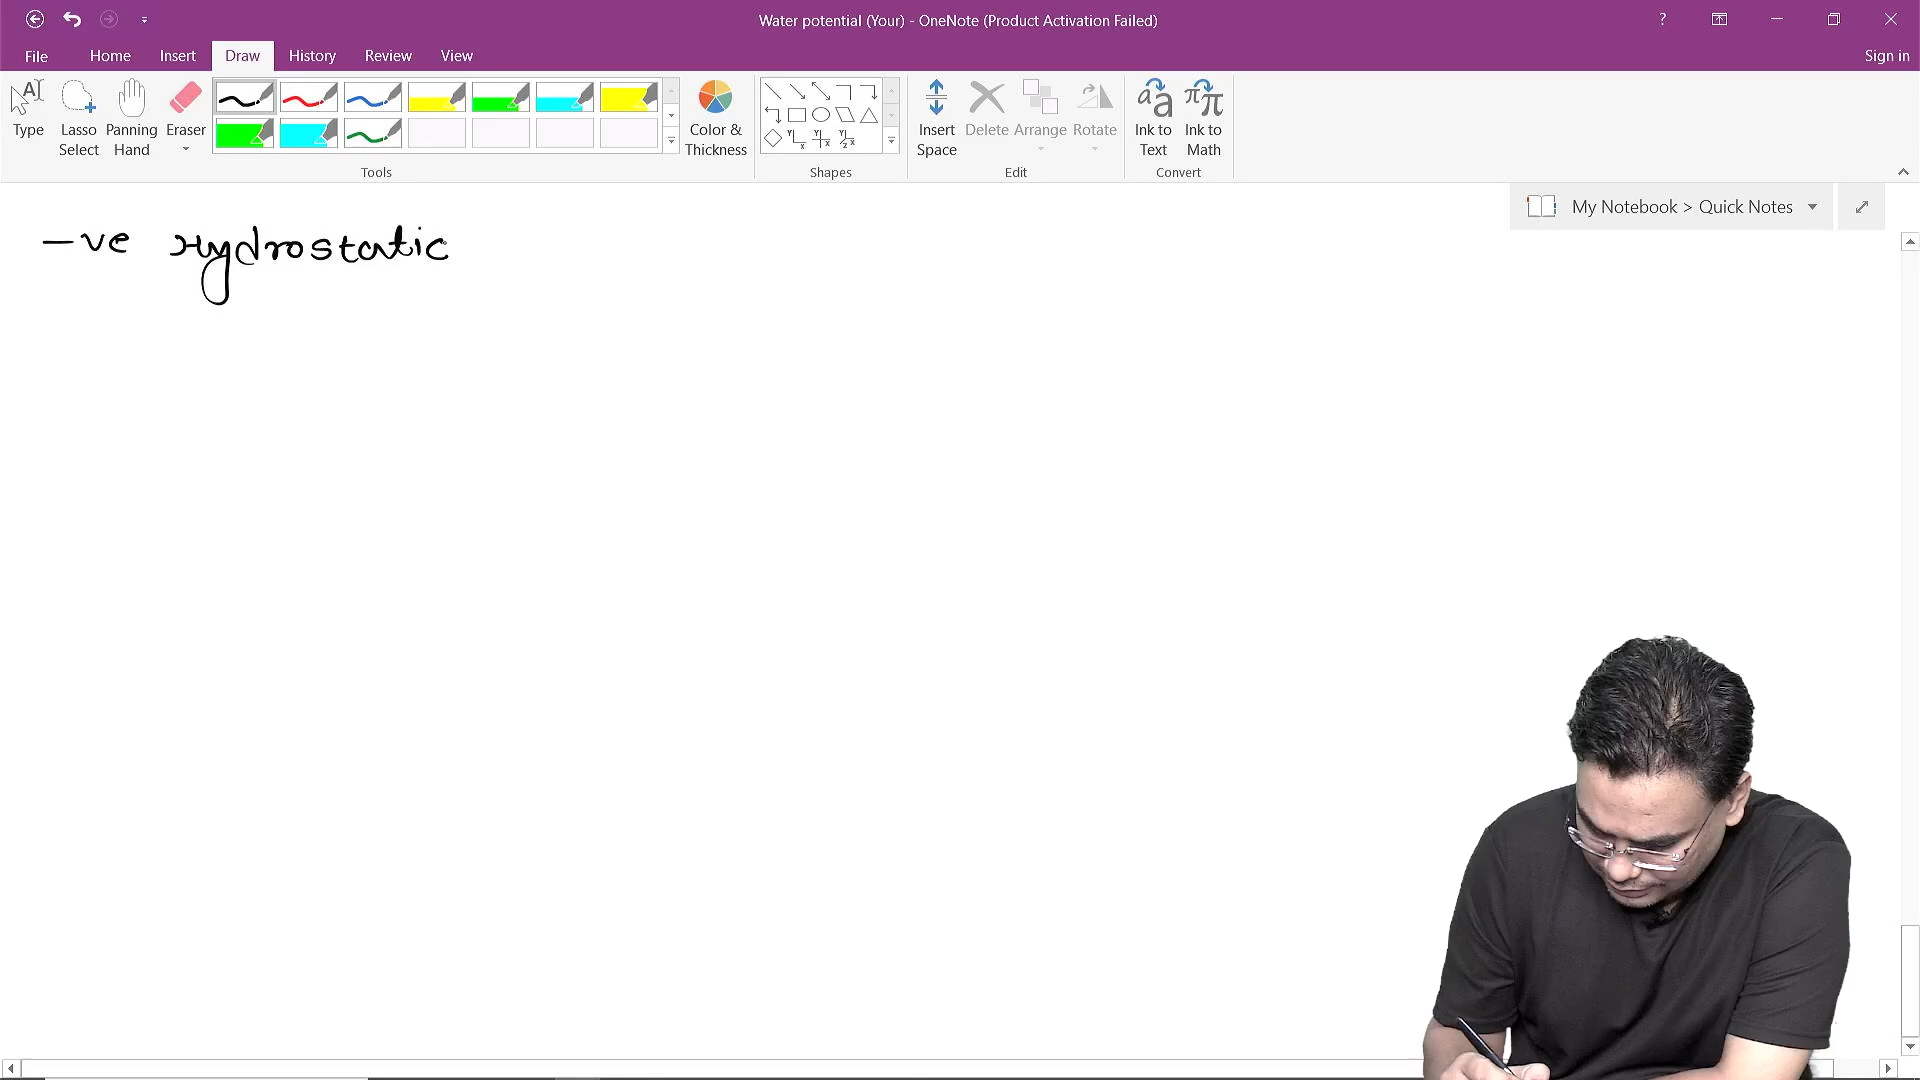 Water potential (Your) - OneNote (Product Activation Failed)
?
File
Home
Insert
Draw
History
Review
View
Sign in
Type
Lasso Select
Panning Hand
Eraser
Color & Thickness
Insert Space
Delete
Arrange
Rotate
Ink to Text
Ink to Math
Tools
Shapes
Edit
Convert
My Notebook > Quick Notes
-ve Hydrostatic